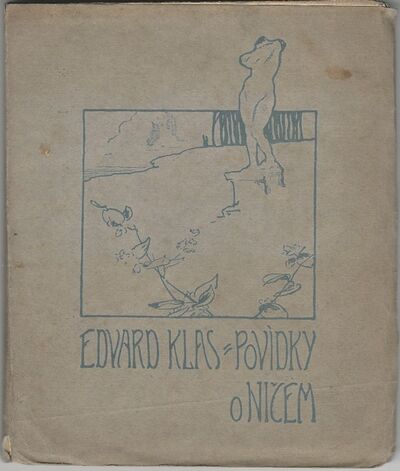 EDVARD KLAS = POVÍDKY
O NIČEM